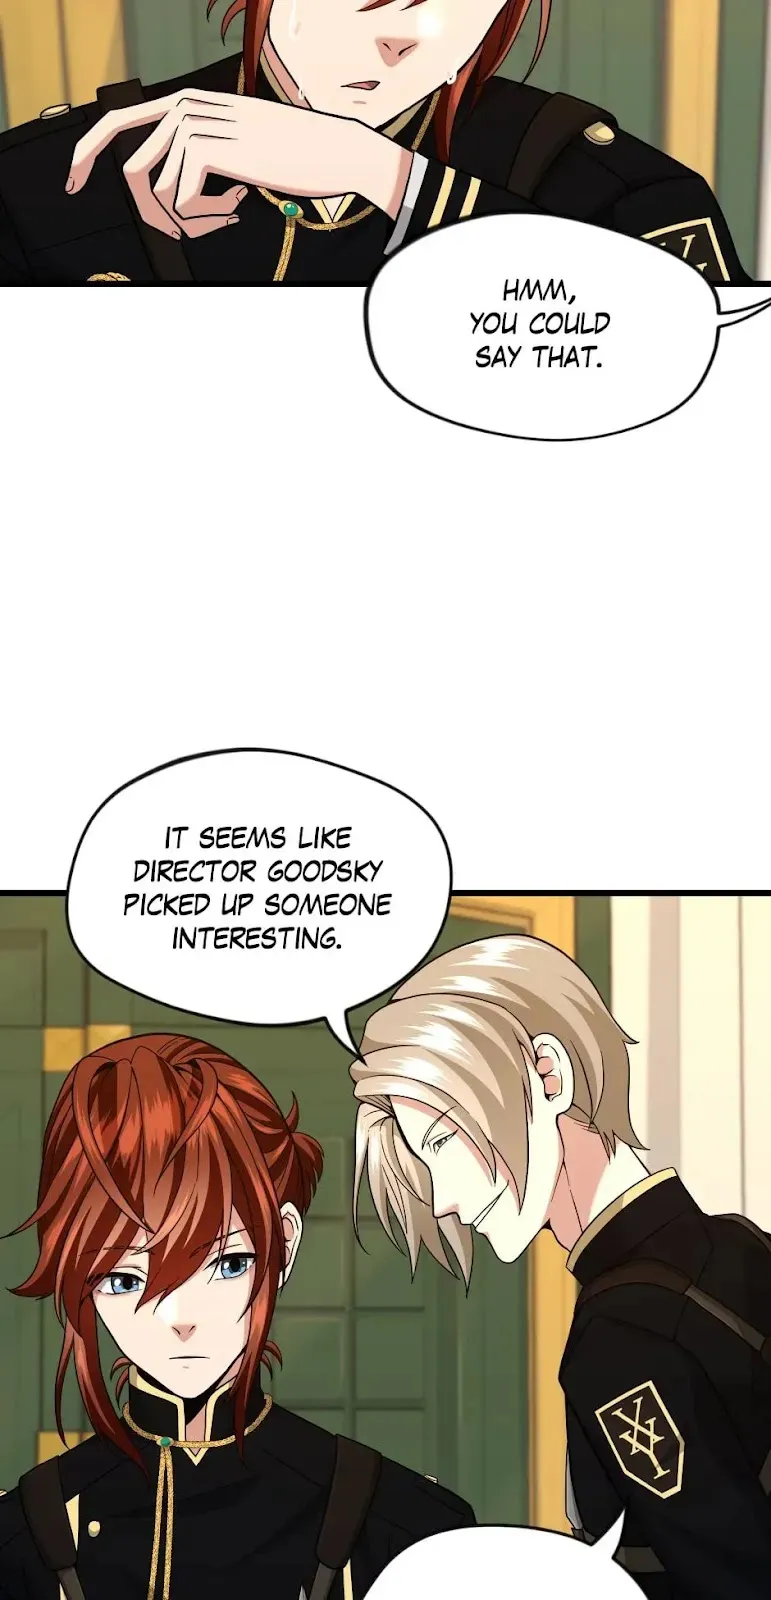 HMM,
YOU COULD
SAY THAT.
IT SEEMS LIKE
DIRECTOR GOODSKY
PICKED UP SOMEONE
INTERESTING.